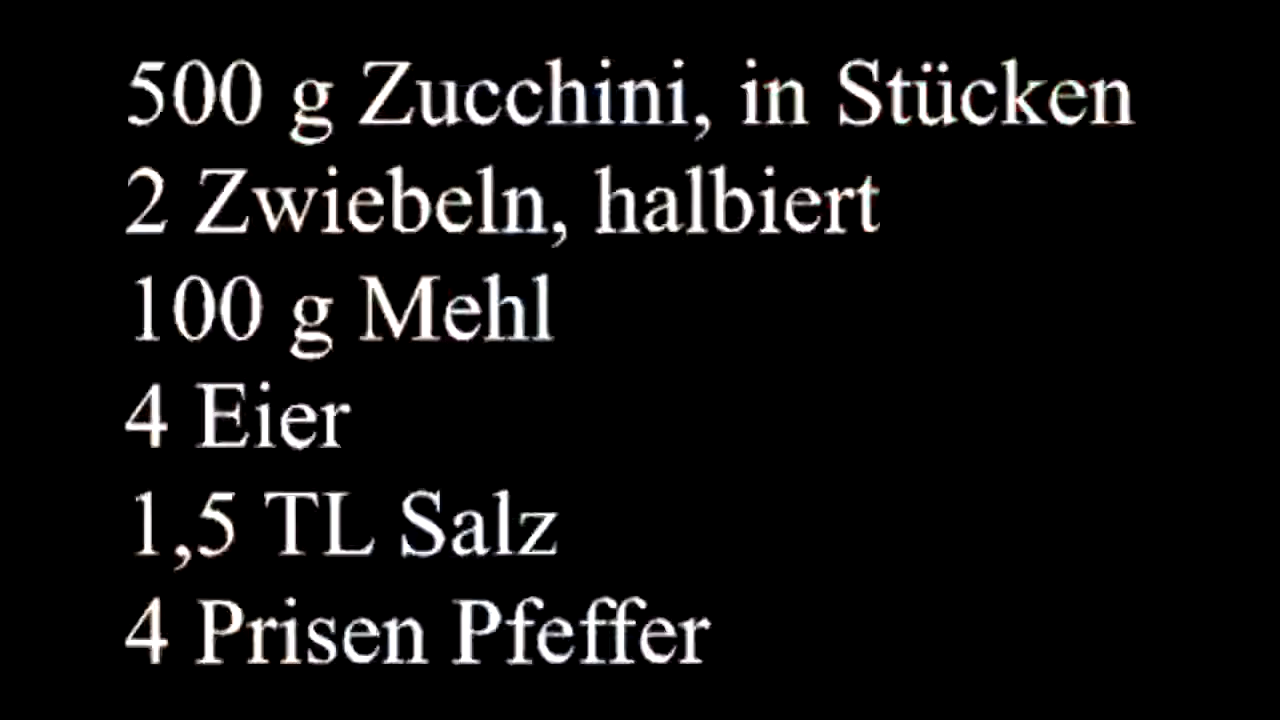 500 g Zucchini, in Stücken
2 Zwiebeln, halbiert
100 g Mehl
4 Eier
1,5 TL Salz
4 Prisen Pfeffer